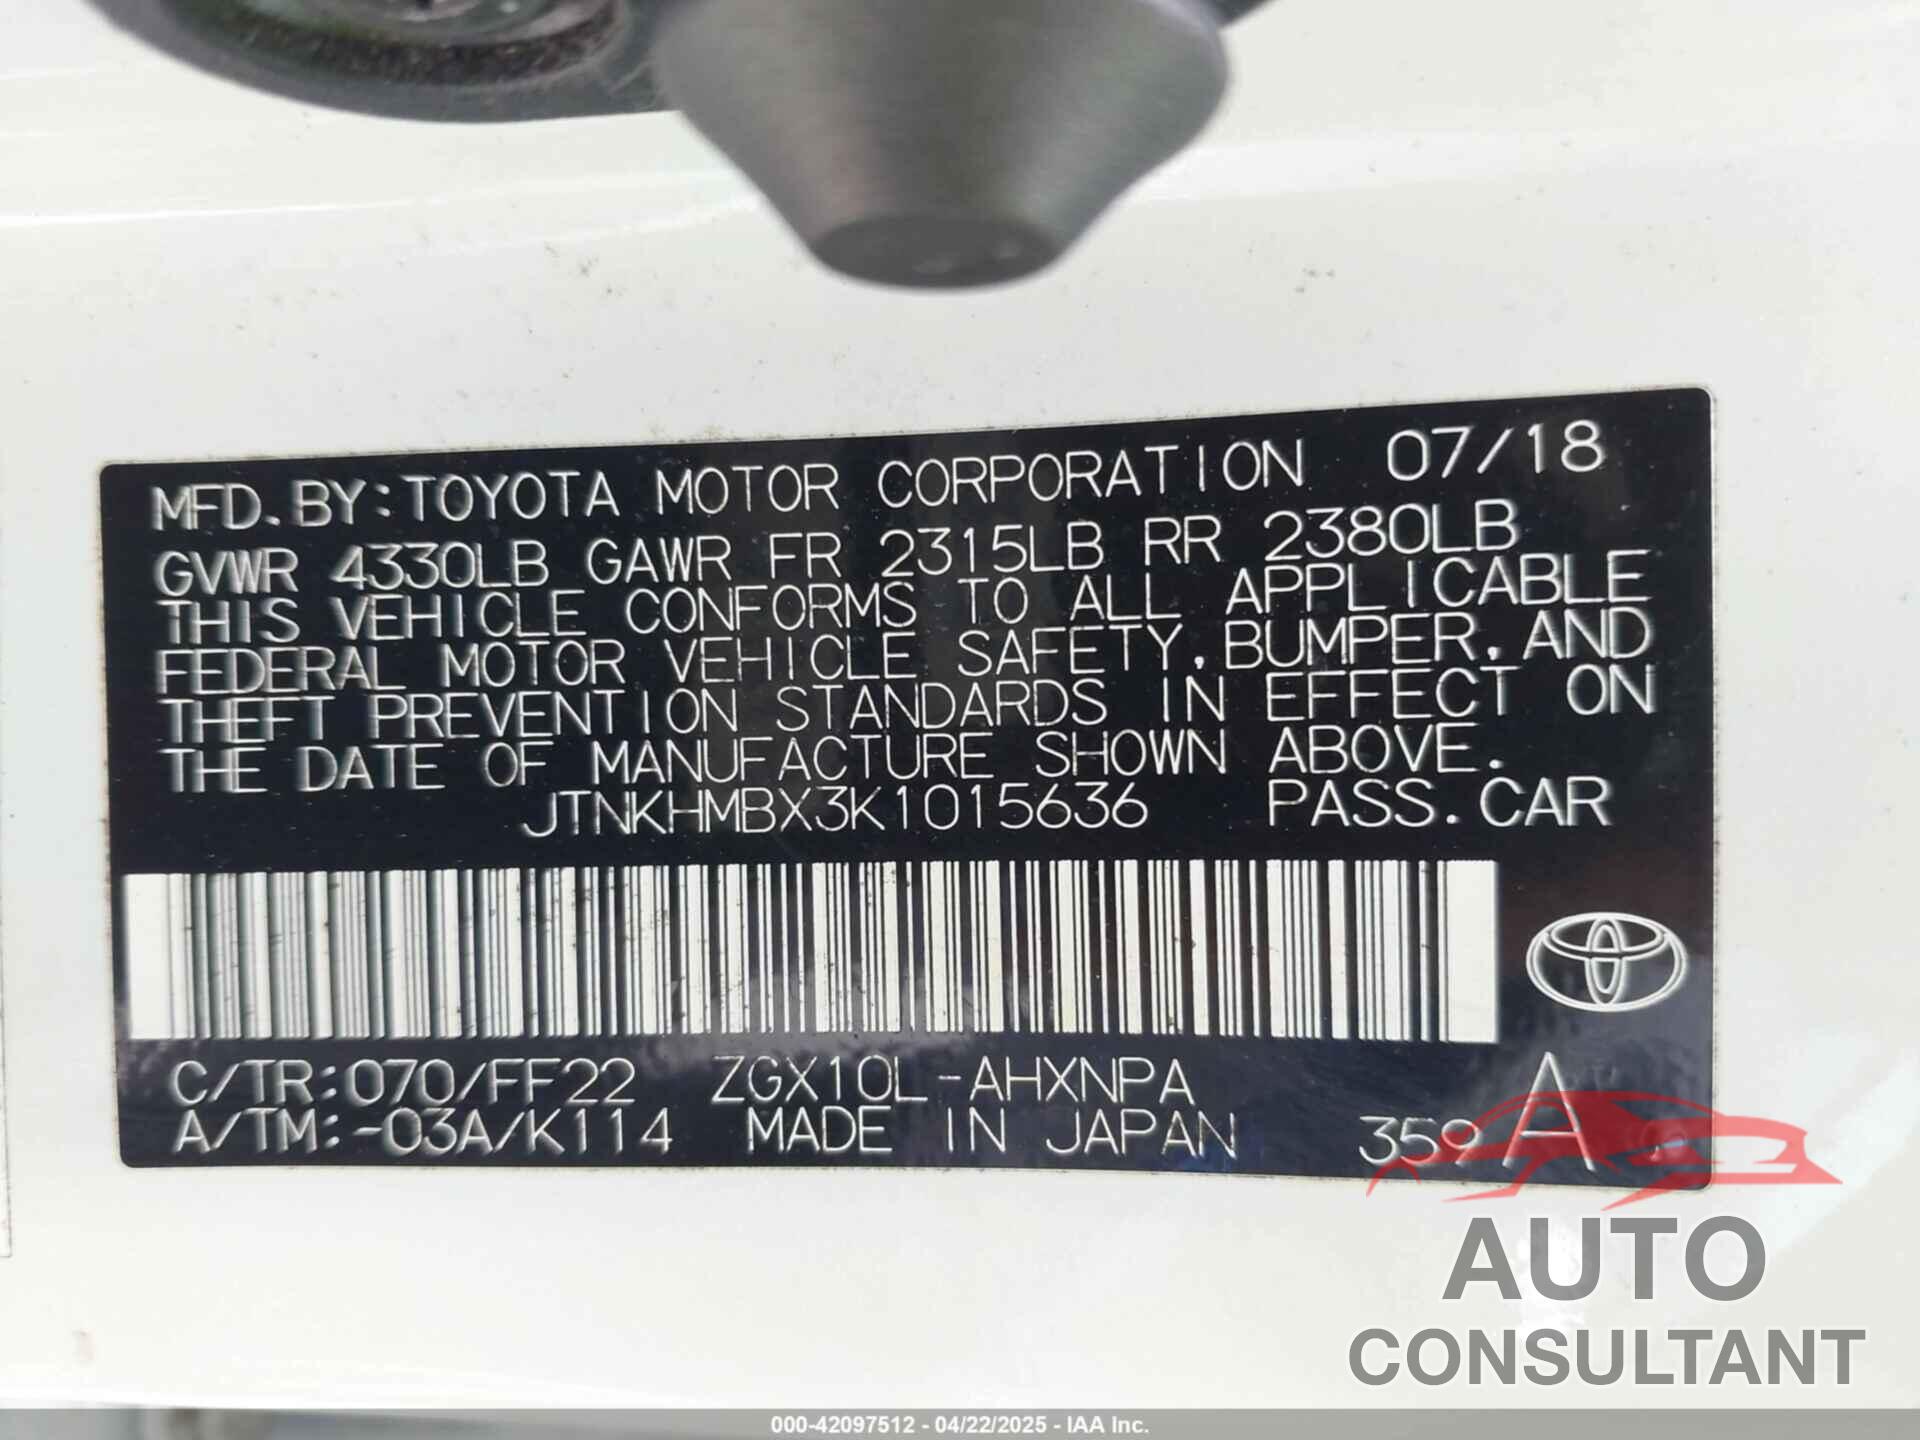 MFD. BY: TOYOTA MOTOR CORPORATION 07/18
GVWR 4330LB GAWR FR 2315LB RR 2380LB
THIS VEHICLE CONFORMS TO ALL APPLICABLE
FEDERAL MOTOR VEHICLE SAFETY, BUMPER, AND
THEFT PREVENTION STANDARDS IN EFFECT ON
THE DATE OF MANUFACTURE SHOWN ABOVE.
JTNKHMBX3K1015636 PASS. CAR
C/TR: 070/FF22 ZGX10L-AHXNPA
A/TM: -03A/K114 MADE IN JAPAN 359 A
AUTO
CONSULTANT
000-42097512 - 04/22/2025 - IAA Inc.